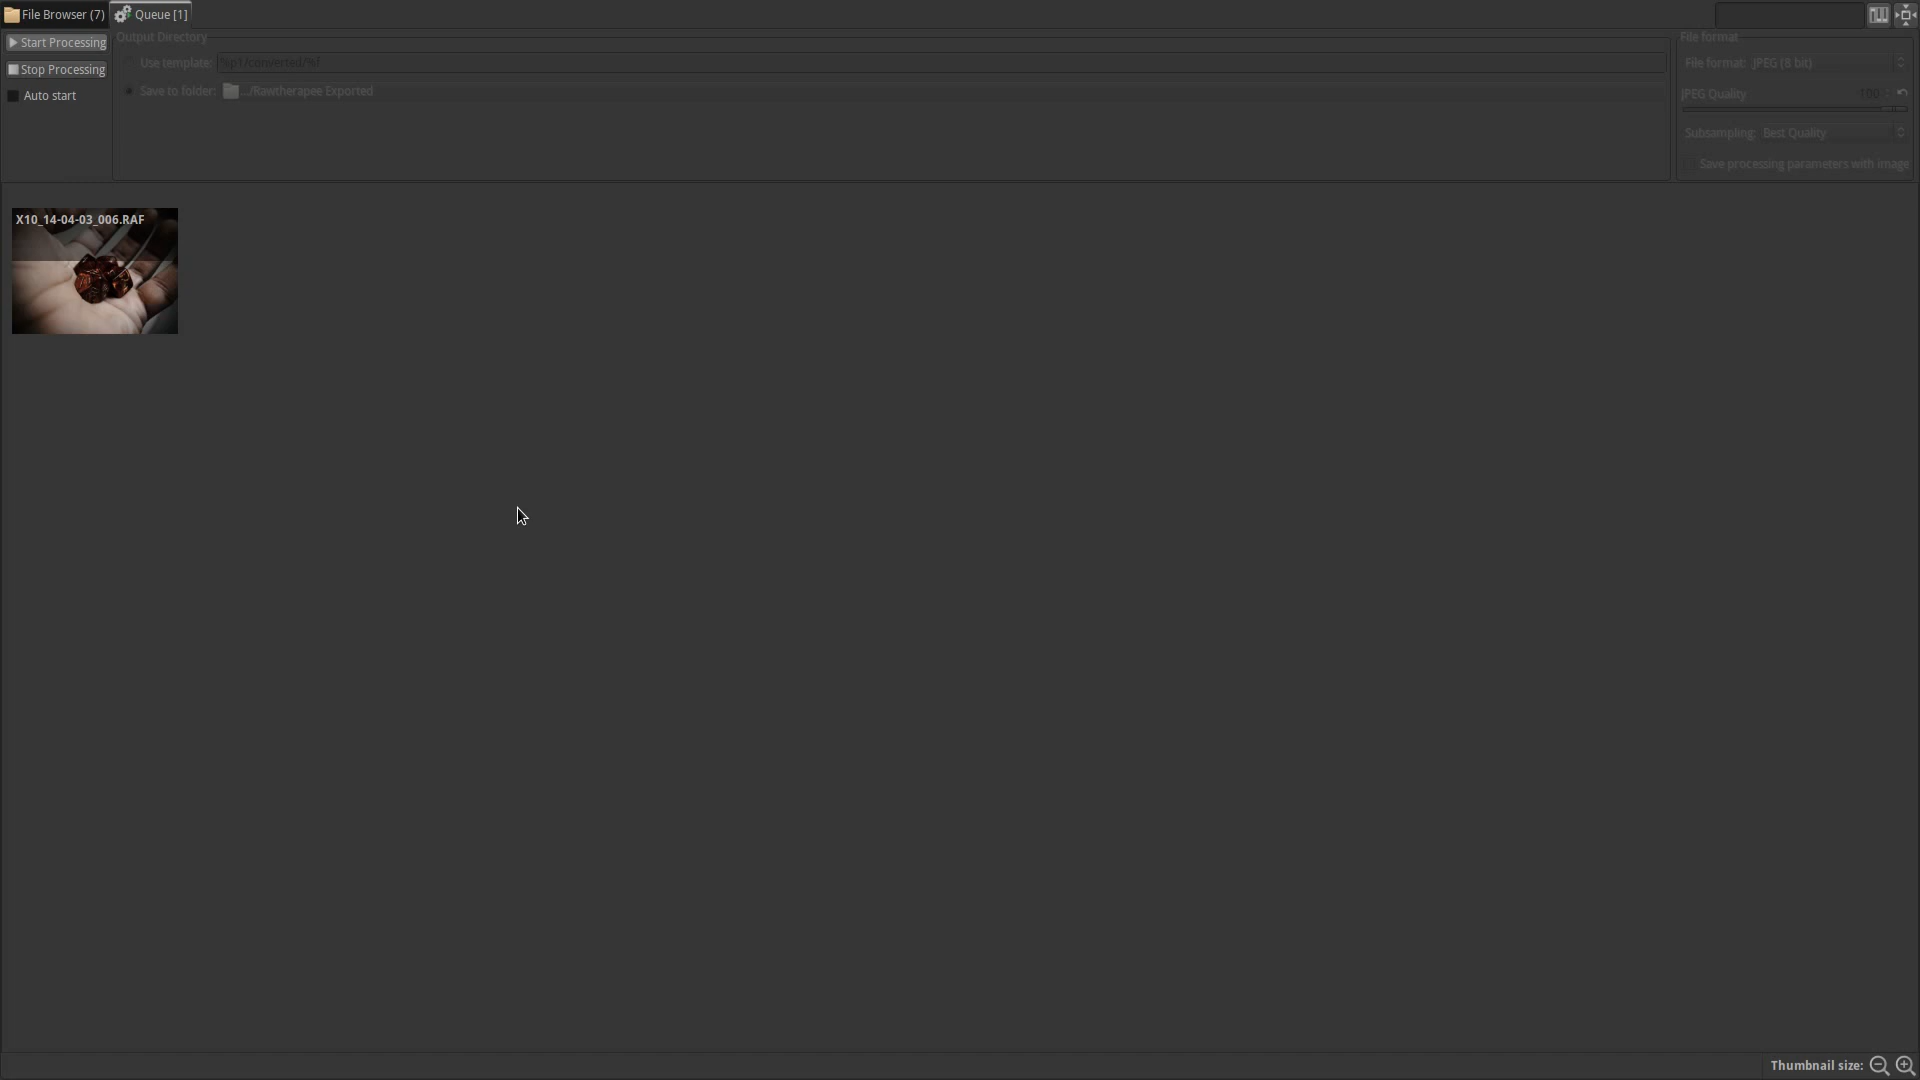 File Browser (7)
Queue [1]
Start Processing
Stop Processing
Auto start
Output Directory
Use template: %p1/converted/%f
Save to folder: .../Rawtherapee Exported
File format
File format: JPEG (8 bit)
JPEG Quality 100
Subsampling: Best Quality
Save processing parameters with image
X10_14-04-03_006.RAF
Thumbnail size: